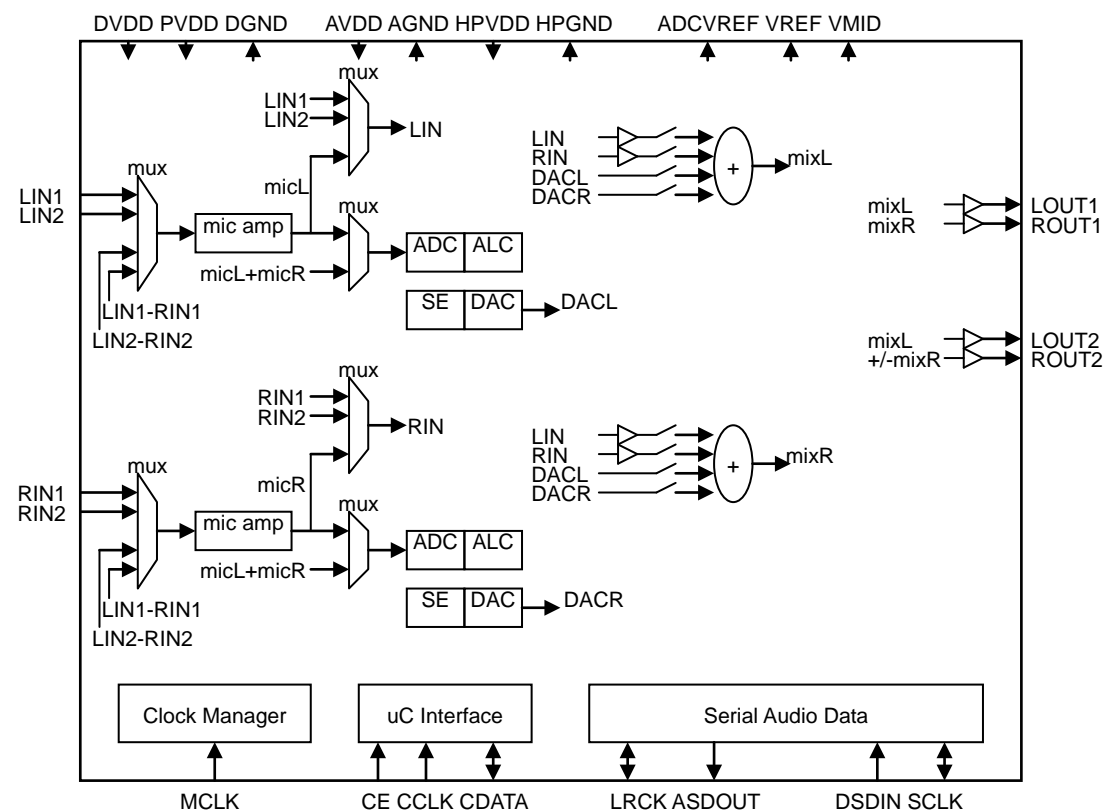 DVDD PVDD DGND AVDD AGND HPVDD HPGND ADCVREF VREF VMID
mux
LIN1
LIN2
LIN
micL
mux
LIN1
LIN2
mic amp
mux
micL+micR
ADC ALC
SE DAC
DACL
LIN1-RIN1
LIN2-RIN2
LIN
RIN
DACL
DACR
+
mixL
mixL
mixR
LOUT1
ROUT1
mixL
+/-mixR
LOUT2
ROUT2
mux
RIN1
RIN2
RIN
micR
mux
RIN1
RIN2
mic amp
mux
micL+micR
ADC ALC
SE DAC
DACR
LIN1-RIN1
LIN2-RIN2
LIN
RIN
DACL
DACR
+
mixR
Clock Manager
uC Interface
Serial Audio Data
MCLK CE CCLK CDATA LRCK ASDOUT DSDIN SCLK